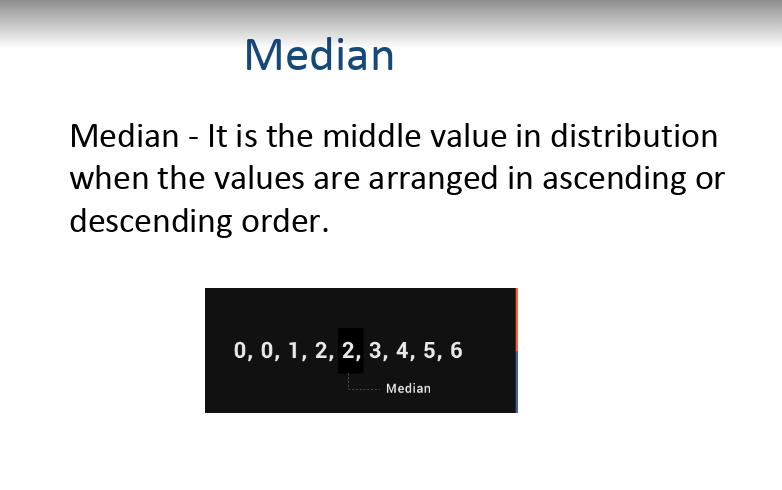 Median
Median - It is the middle value in distribution
when the values are arranged in ascending or
descending order.
0, 0, 1, 2, 2, 3, 4, 5, 6
Median